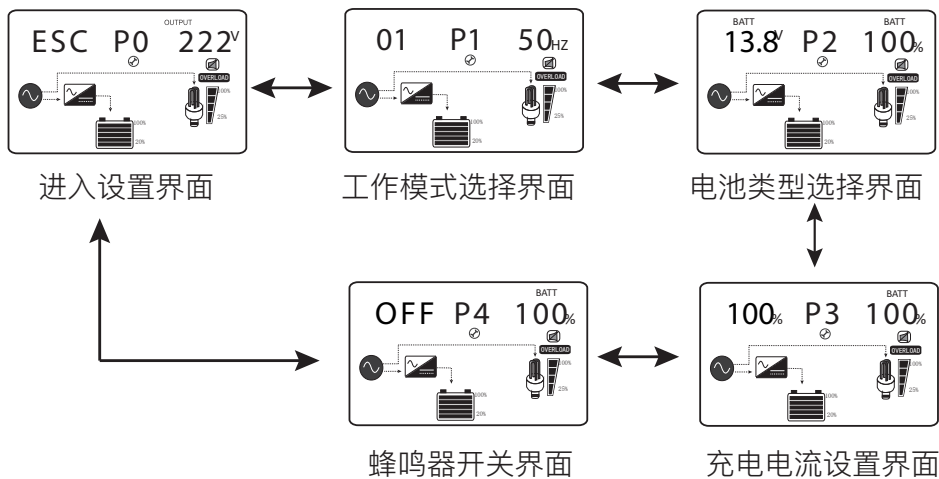 OUTPUT
ESC P0 222V
OVERLOAD
100%
25%
100%
20%
进入设置界面
01 P1 50HZ
OVERLOAD
100%
25%
100%
20%
工作模式选择界面
BATT BATT
13.8V P2 100%
OVERLOAD
100%
25%
100%
20%
电池类型选择界面
BATT
OFF P4 100%
OVERLOAD
100%
25%
100%
20%
蜂鸣器开关界面
BATT
100% P3 100%
OVERLOAD
100%
25%
100%
20%
充电电流设置界面